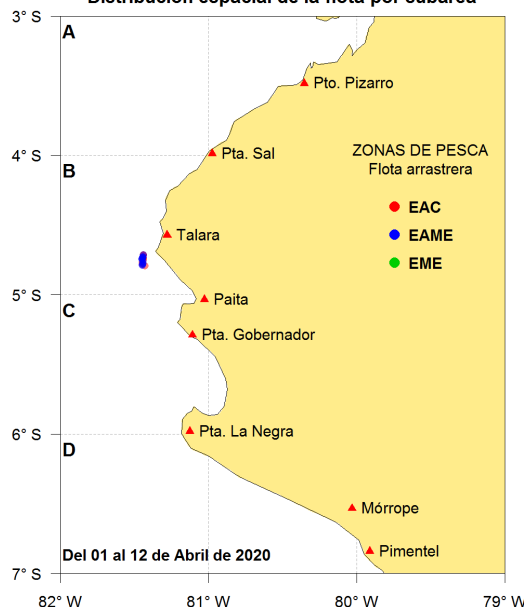 Distribución espacial de la flota por subárea
3° S
A
Pto. Pizarro
4° S
Pta. Sal
ZONAS DE PESCA
B
Flota arrastrera
EAC
Talara
EAME
EME
5° S
Paita
C
Pta. Gobernador
6° S
Pta. La Negra
D
Mórrope
Del 01 al 12 de Abril de 2020
Pimentel
7° S
82° W
81° W
80° W
79° W